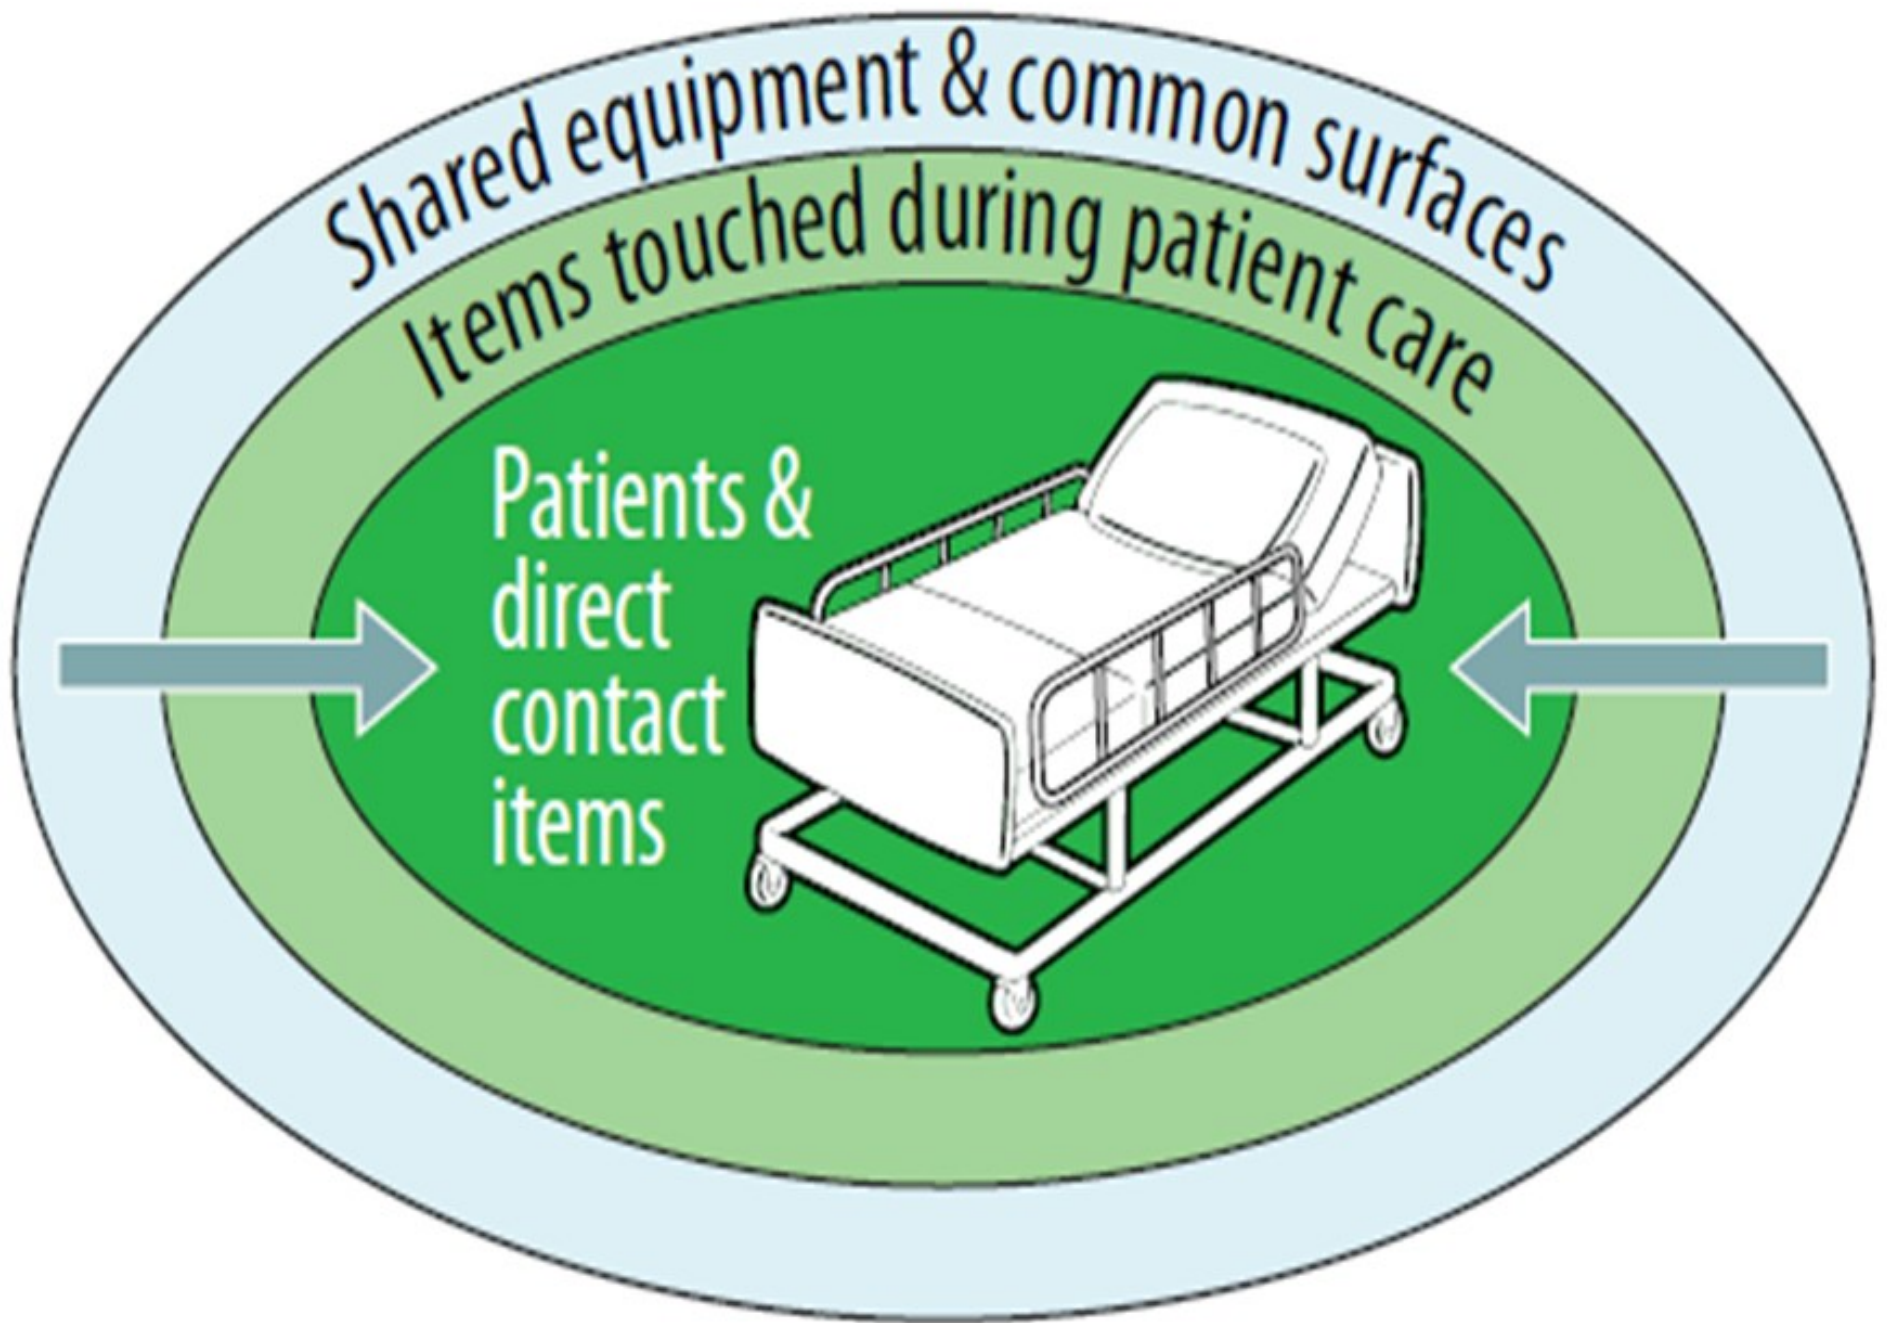 Shared equipment & common surfaces
Items touched during patient care
Patients &
direct
contact
items